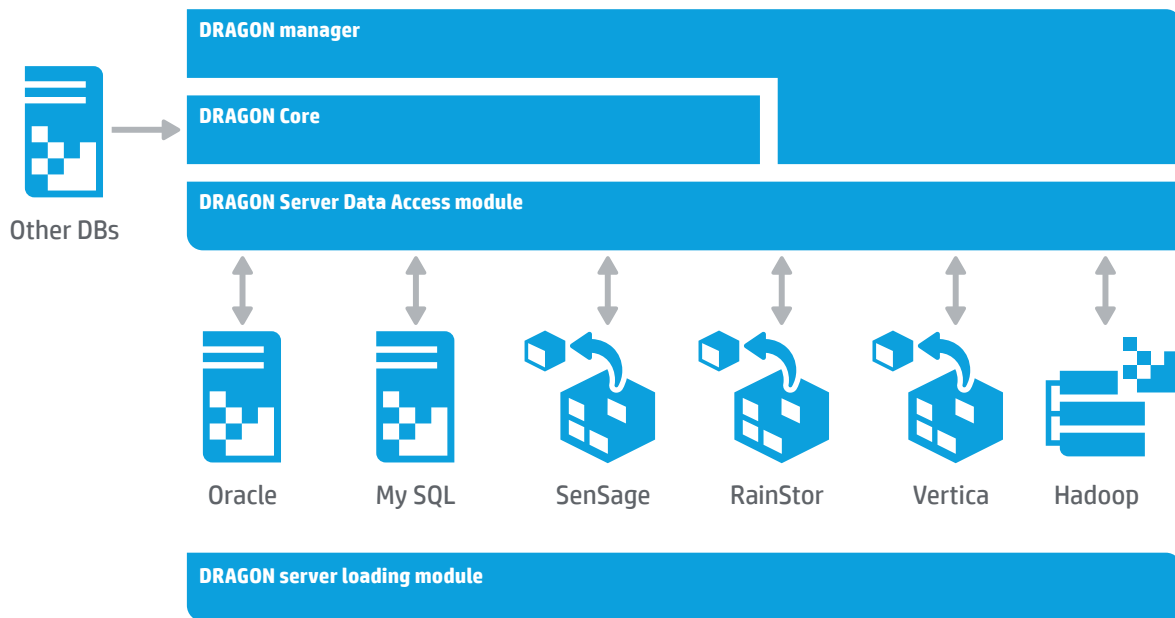 DRAGON manager
DRAGON Core
DRAGON Server Data Access module
Other DBs
Oracle
My SQL
SenSage
RainStor
Vertica
Hadoop
DRAGON server loading module